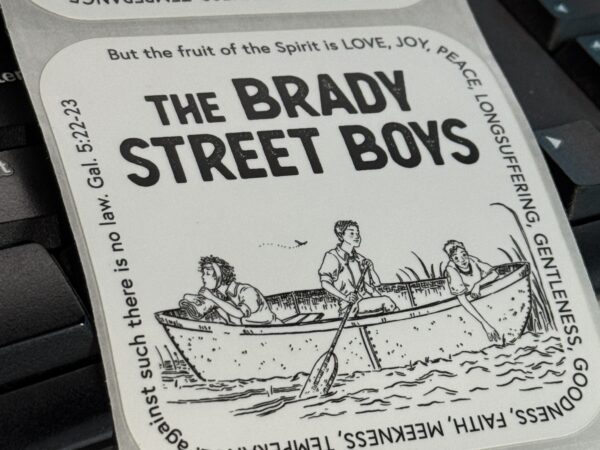 But the fruit of the Spirit is LOVE, JOY, PEACE, LONGSUFFERING, GENTLENESS, GOODNESS, FAITH, MEEKNESS,
against such there is no law. Gal. 5:22-23
THE BRADY
STREET BOYS